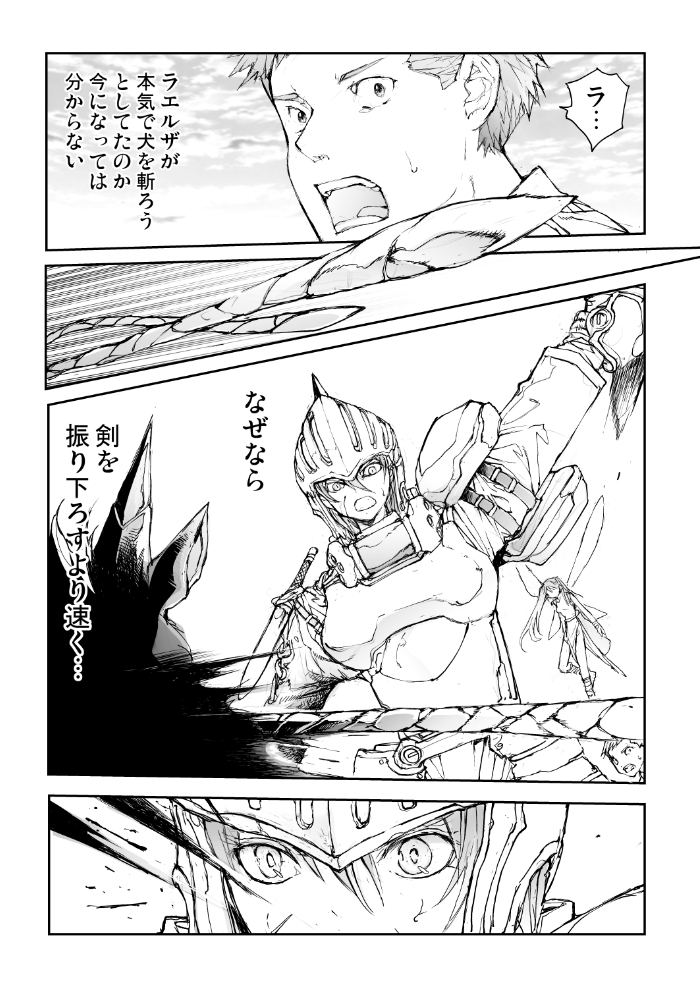 ラ…
ラエルザが
本気で犬を斬ろう
としてたのか
今になっては
分からない
なぜなら
剣を
振り下ろすより速く…